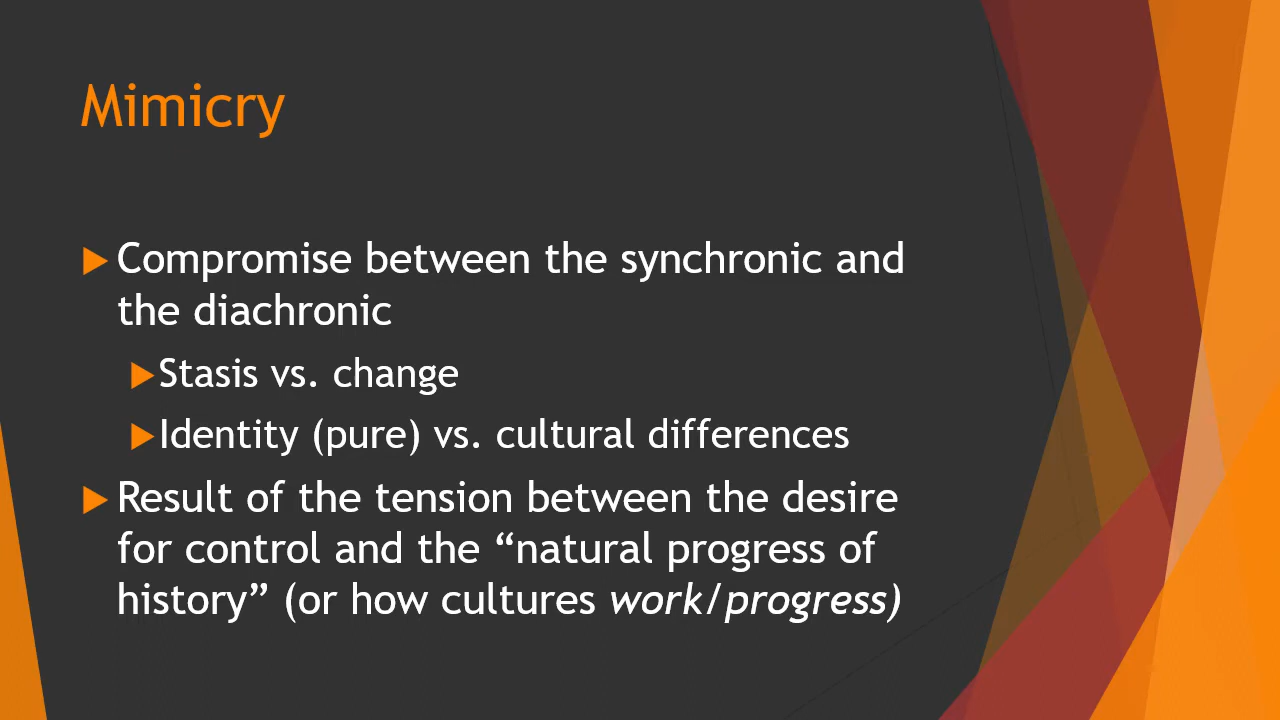 Mimicry
Compromise between the synchronic and
the diachronic
Stasis vs. change
Identity (pure) vs. cultural differences
Result of the tension between the desire
for control and the “natural progress of
history” (or how cultures work/progress)